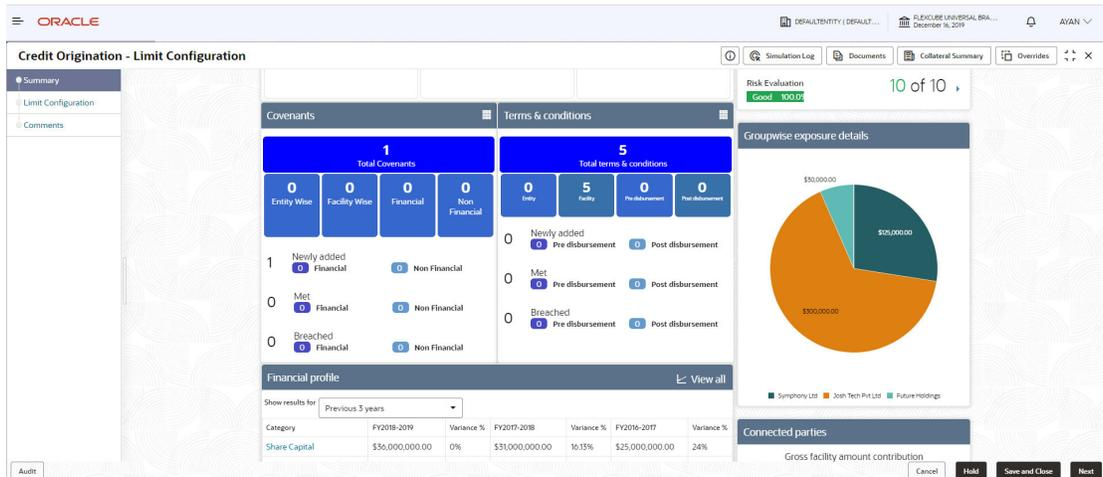 ORACLE
DEFAULTENTITY ( DEFAULT...
FLEXCUBE UNIVERSAL BRA...
December 16, 2019
AYAN
Credit Origination - Limit Configuration
Simulation Log
Documents
Collateral Summary
Overrides
Summary
Limit Configuration
Comments
Risk Evaluation
Good 100.0%
10 of 10
Covenants
1
Total Covenants
0
Entity Wise
0
Facility Wise
0
Financial
0
Non Financial
1 Newly added
0 Financial 0 Non Financial
0 Met
0 Financial 0 Non Financial
0 Breached
0 Financial 0 Non Financial
Terms & conditions
5
Total terms & conditions
0
Entity
5
Facility
0
Pre disbursement
0
Post disbursement
0 Newly added
0 Pre disbursement 0 Post disbursement
0 Met
0 Pre disbursement 0 Post disbursement
0 Breached
0 Pre disbursement 0 Post disbursement
Groupwise exposure details
$30,000.00
$125,000.00
$300,000.00
Symphony Ltd Josh Tech Pvt Ltd Future Holdings
Financial profile
View all
Show results for Previous 3 years
Category FY2018-2019 Variance % FY2017-2018 Variance % FY2016-2017 Variance %
Share Capital $36,000,000.00 0% $31,000,000.00 16.13% $25,000,000.00 24%
Connected parties
Gross facility amount contribution
Audit
Cancel
Hold
Save and Close
Next